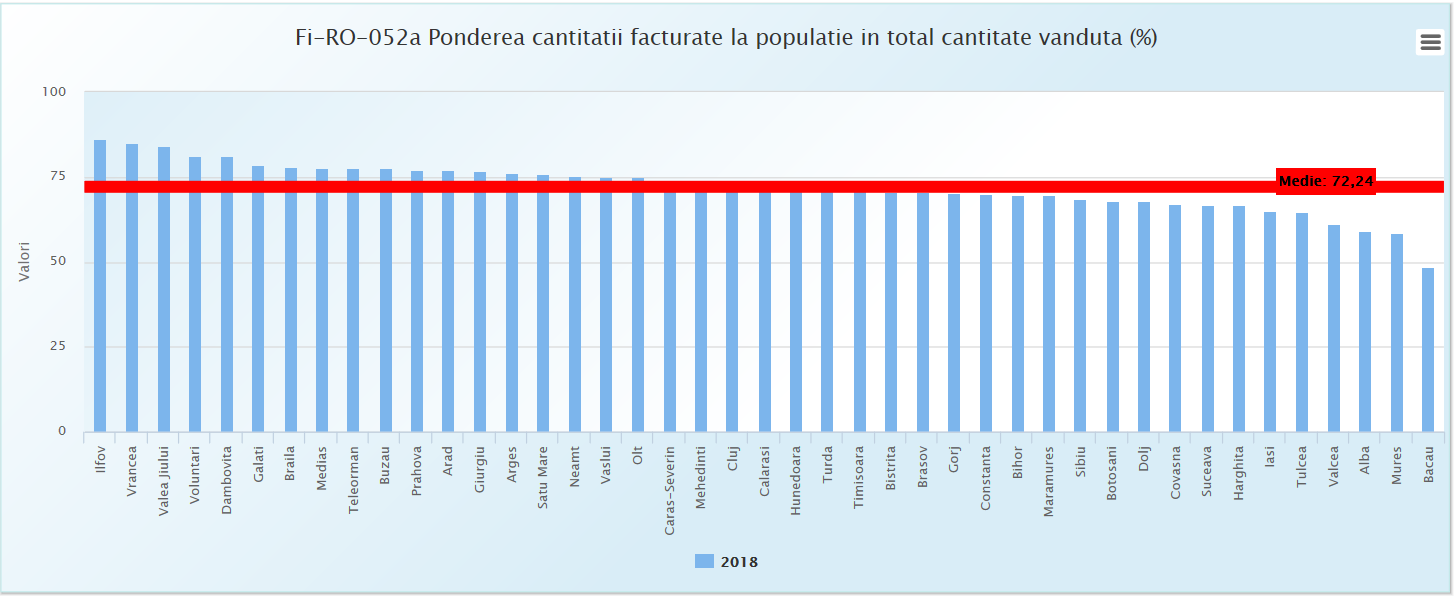 Fi-RO-052a Ponderea cantitatii facturate la populatie in total cantitate vanduta (%)
100
75
50
25
0
Valori
Medie: 72,24
Ilfov
Vrancea
Valea Jiului
Voluntari
Dambovita
Galati
Braila
Medias
Teleorman
Buzau
Prahova
Arad
Giurgiu
Arges
Satu Mare
Neamt
Vaslui
Olt
Caras-Severin
Mehedinti
Cluj
Calarasi
Hunedoara
Turda
Timisoara
Bistrita
Brasov
Gorj
Constanta
Bihor
Maramures
Sibiu
Botosani
Dolj
Covasna
Suceava
Harghita
Iasi
Tulcea
Valcea
Alba
Mures
Bacau
2018